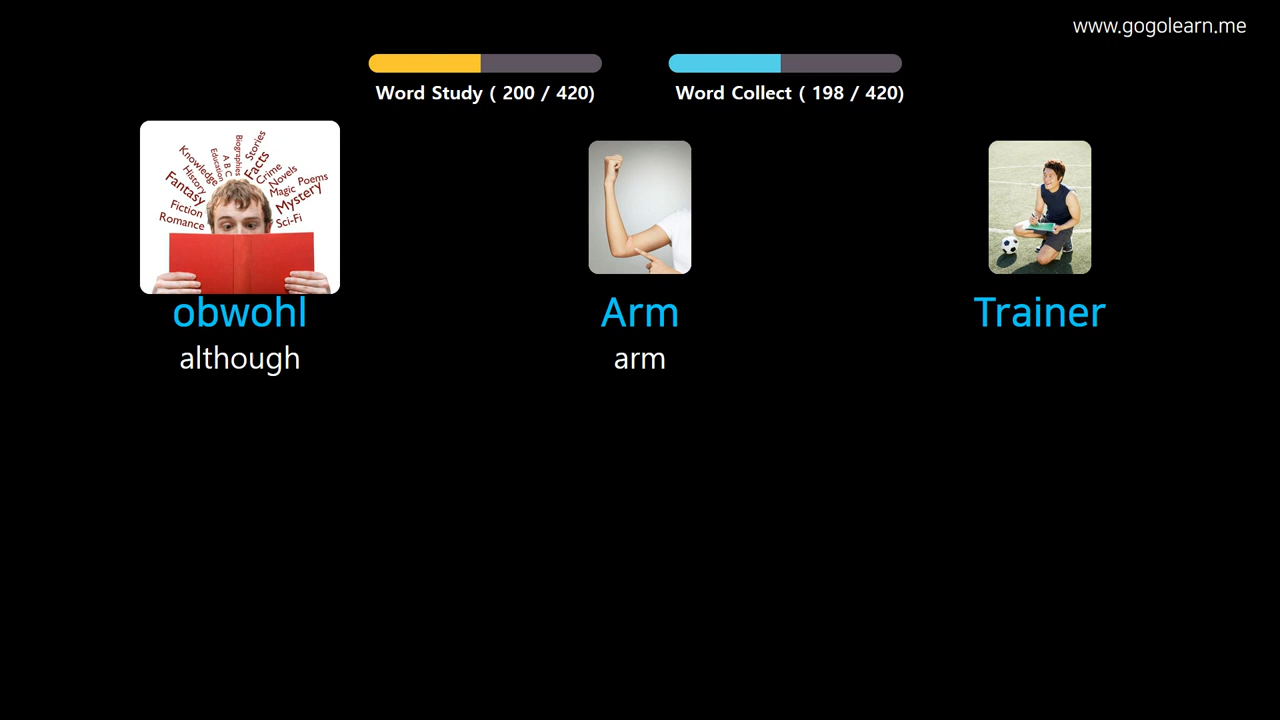 www.gogolearn.me
Word Study ( 200 / 420)
Word Collect ( 198 / 420)
Stories
Biographies
Facts
A B C
Education
Crime
Knowledge
Novels
History
Magic Poems
Fantasy
Mystery
Fiction
Sci-Fi
Romance
obwohl
Arm
Trainer
although
arm